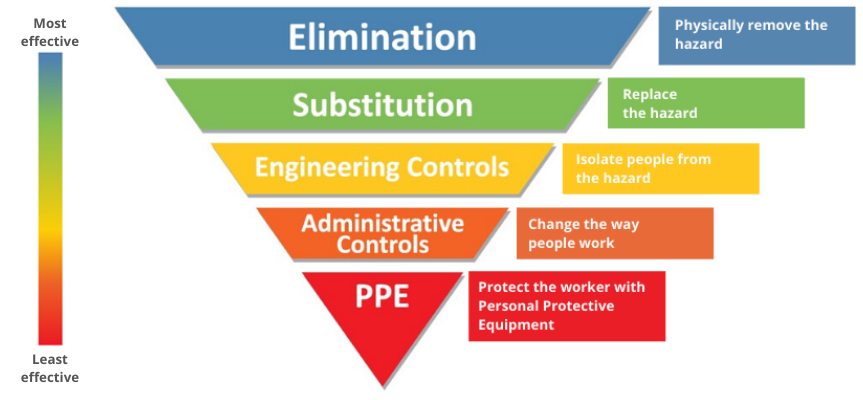 Most
effective
Elimination
Physically remove the
hazard
Substitution
Replace
the hazard
Engineering Controls
Isolate people from
the hazard
Administrative
Controls
Change the way
people work
PPE
Protect the worker with
Personal Protective
Equipment
Least
effective